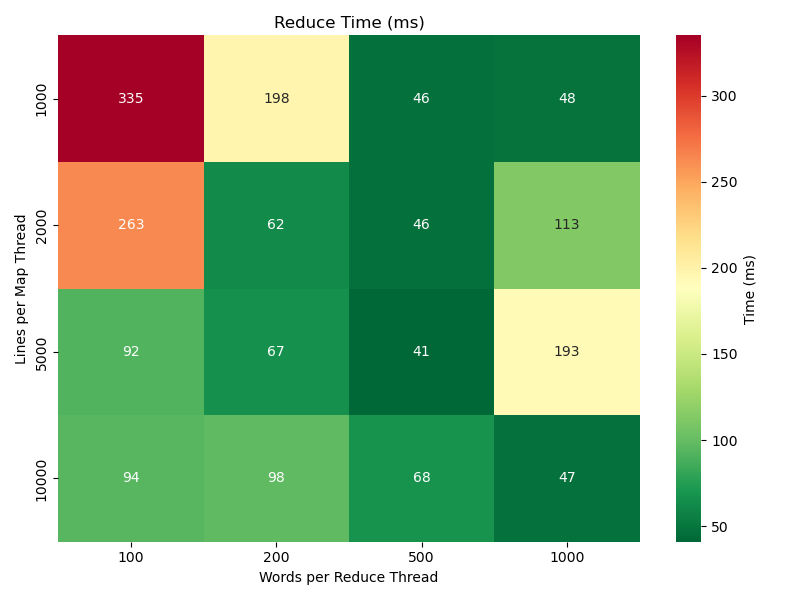 Reduce Time (ms)
Lines per Map Thread
1000
335 198 46 48
2000
263 62 46 113
5000
92 67 41 193
10000
94 98 68 47
100 200 500 1000
Words per Reduce Thread
300
250
200
150
100
50
Time (ms)